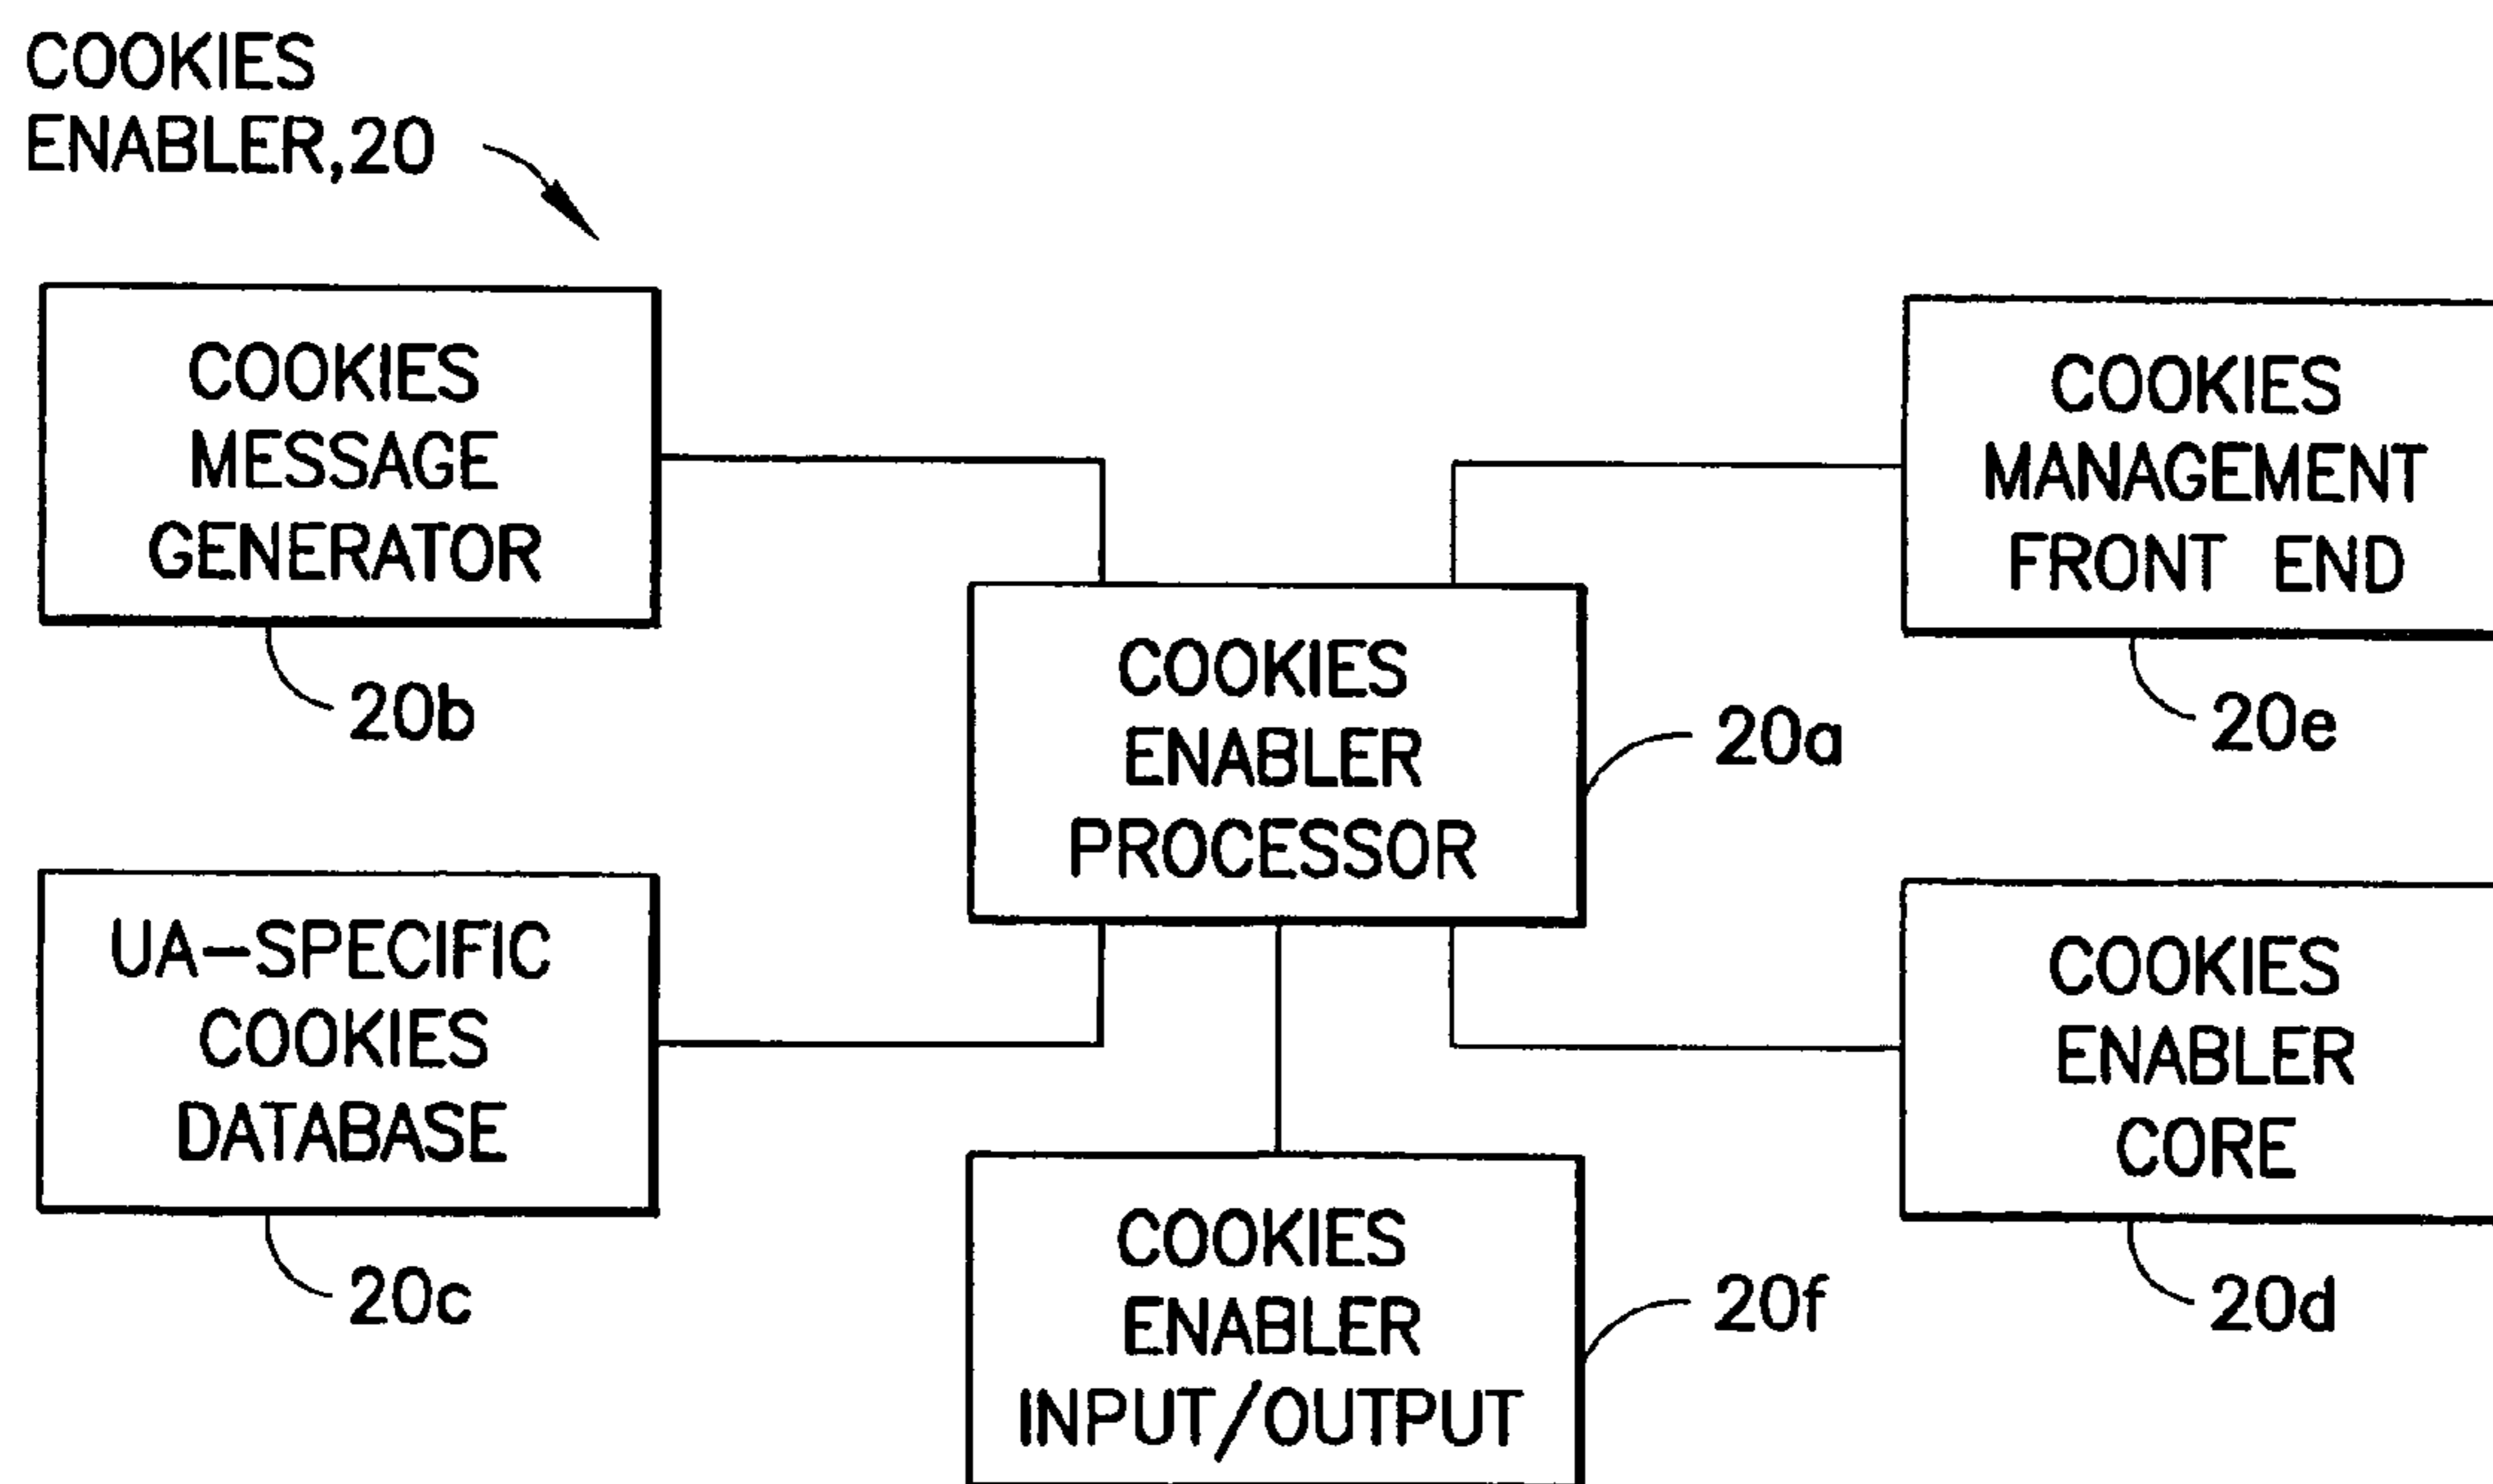 COOKIES
ENABLER,20
COOKIES
MESSAGE
GENERATOR
20b
COOKIES
MANAGEMENT
FRONT END
20e
COOKIES
ENABLER
PROCESSOR
20a
UA-SPECIFIC
COOKIES
DATABASE
20c
COOKIES
ENABLER
CORE
20d
COOKIES
ENABLER
INPUT/OUTPUT
20f